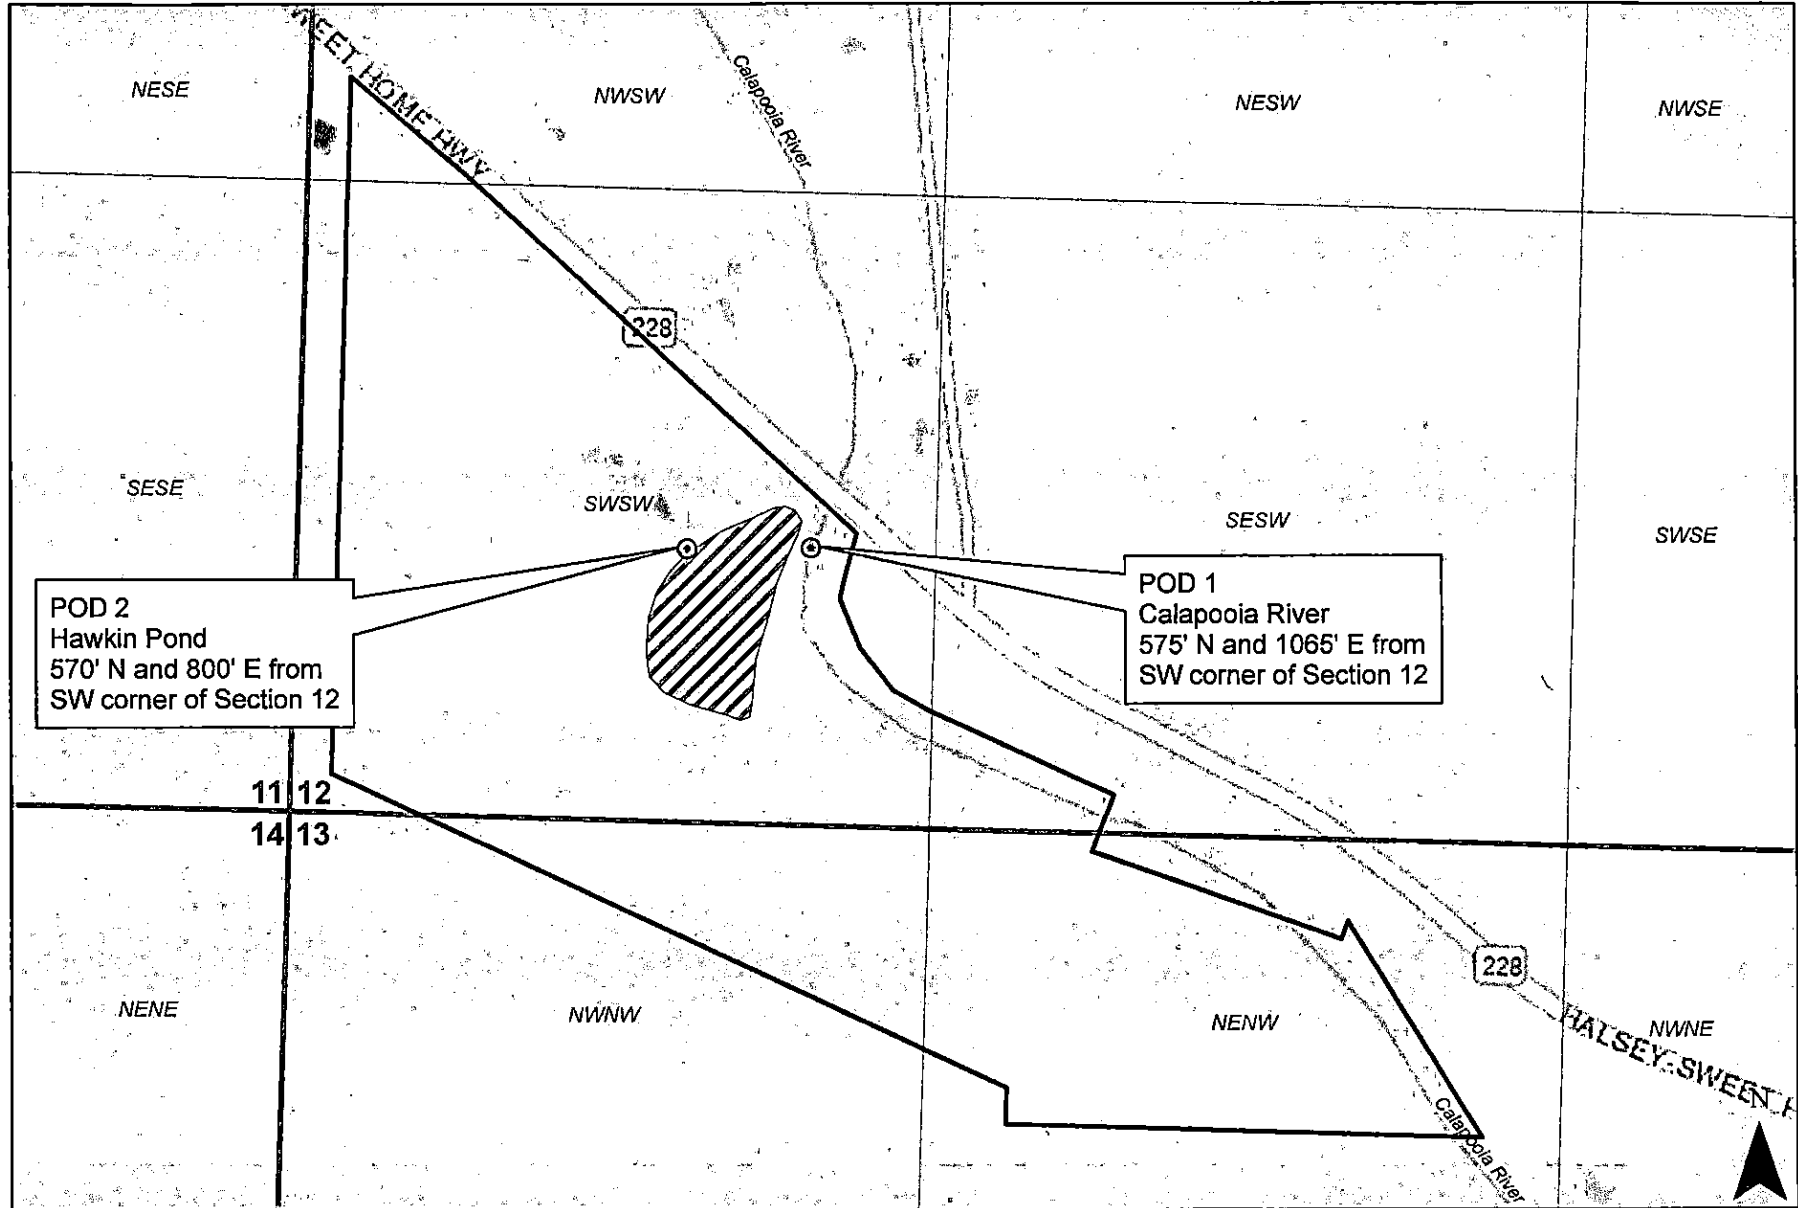 WEET HOME HWY
NESE
NWSW
Calapooia River
NESW
NWSE
228
SESE
SWSW
SESW
SWSE
POD 2
Hawkin Pond
570' N and 800' E from
SW corner of Section 12
POD 1
Calapooia River
575' N and 1065' E from
SW corner of Section 12
11 12
14 13
NENE
NWNW
NENW
228
NWNE
HALSEY-SWEET H
N
Calapooia River